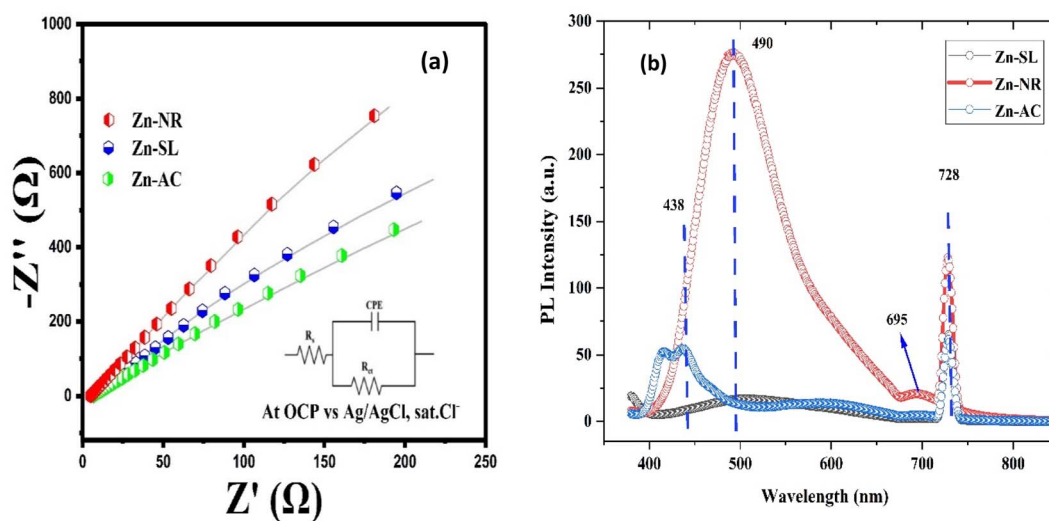 (a)
1000
800
600
400
200
0
-Z'' (Ω)
Zn-NR
Zn-SL
Zn-AC
CPE
Rs
Rct
At OCP vs Ag/AgCl, sat.Cl-
0 50 100 150 200 250
Z' (Ω)
(b)
300
250
200
150
100
50
0
PL Intensity (a.u.)
490
438
728
695
Zn-SL
Zn-NR
Zn-AC
400 500 600 700 800
Wavelength (nm)